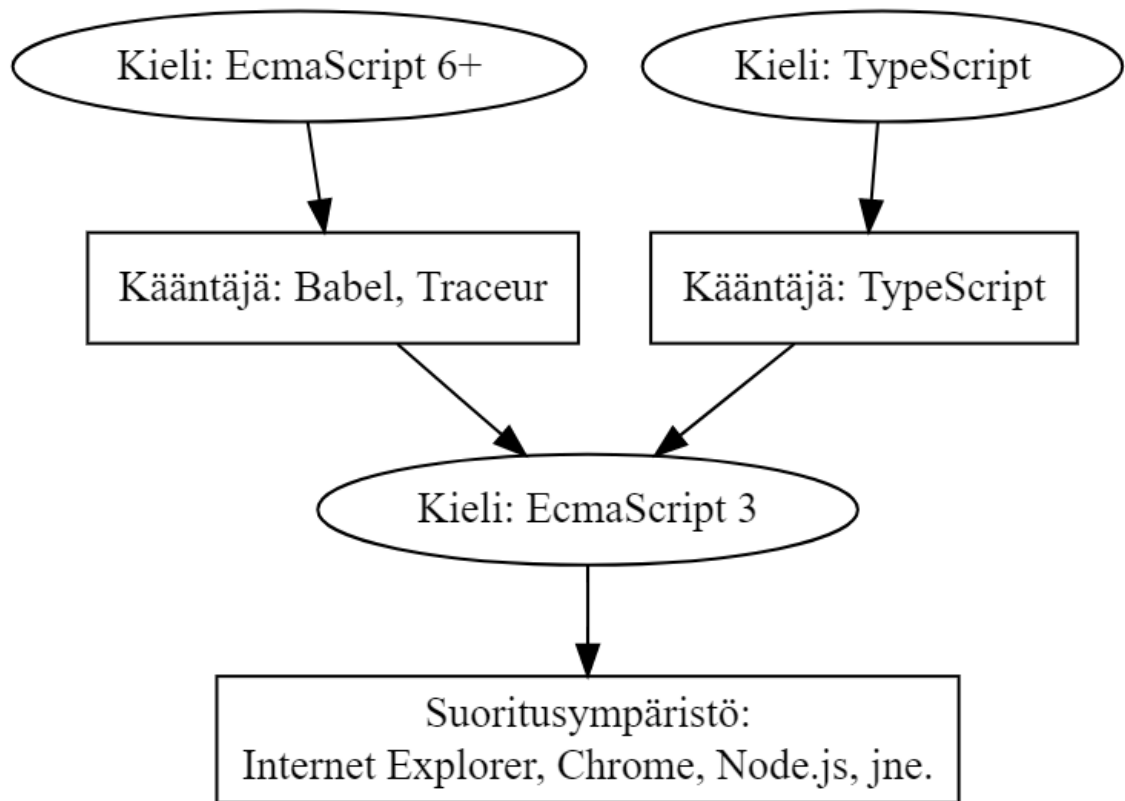 Kieli: EcmaScript 6+
Kieli: TypeScript
Kääntäjä: Babel, Traceur
Kääntäjä: TypeScript
Kieli: EcmaScript 3
Suoritusympäristö:
Internet Explorer, Chrome, Node.js, jne.